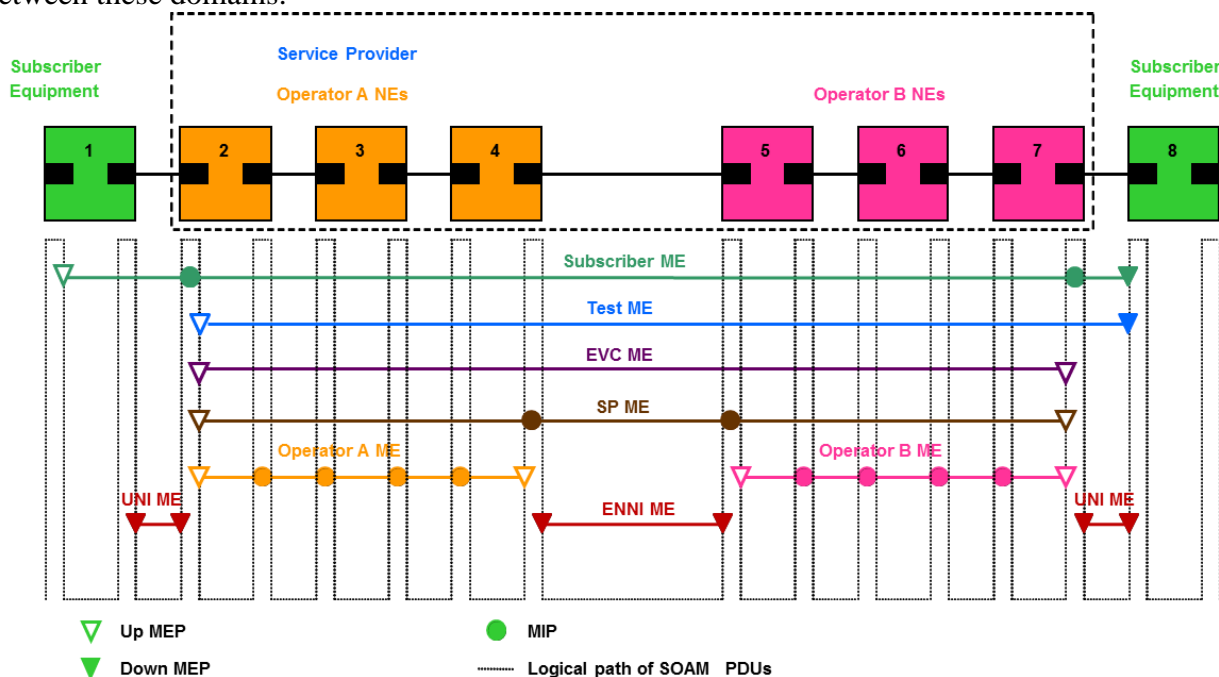 etween these domains.
Service Provider
Subscriber Equipment
Operator A NEs
Operator B NEs
Subscriber Equipment
1 2 3 4 5 6 7 8
Subscriber ME
Test ME
EVC ME
SP ME
Operator A ME
Operator B ME
UNI ME
ENNI ME
UNI ME
Up MEP
MIP
Down MEP
Logical path of SOAM PDUs